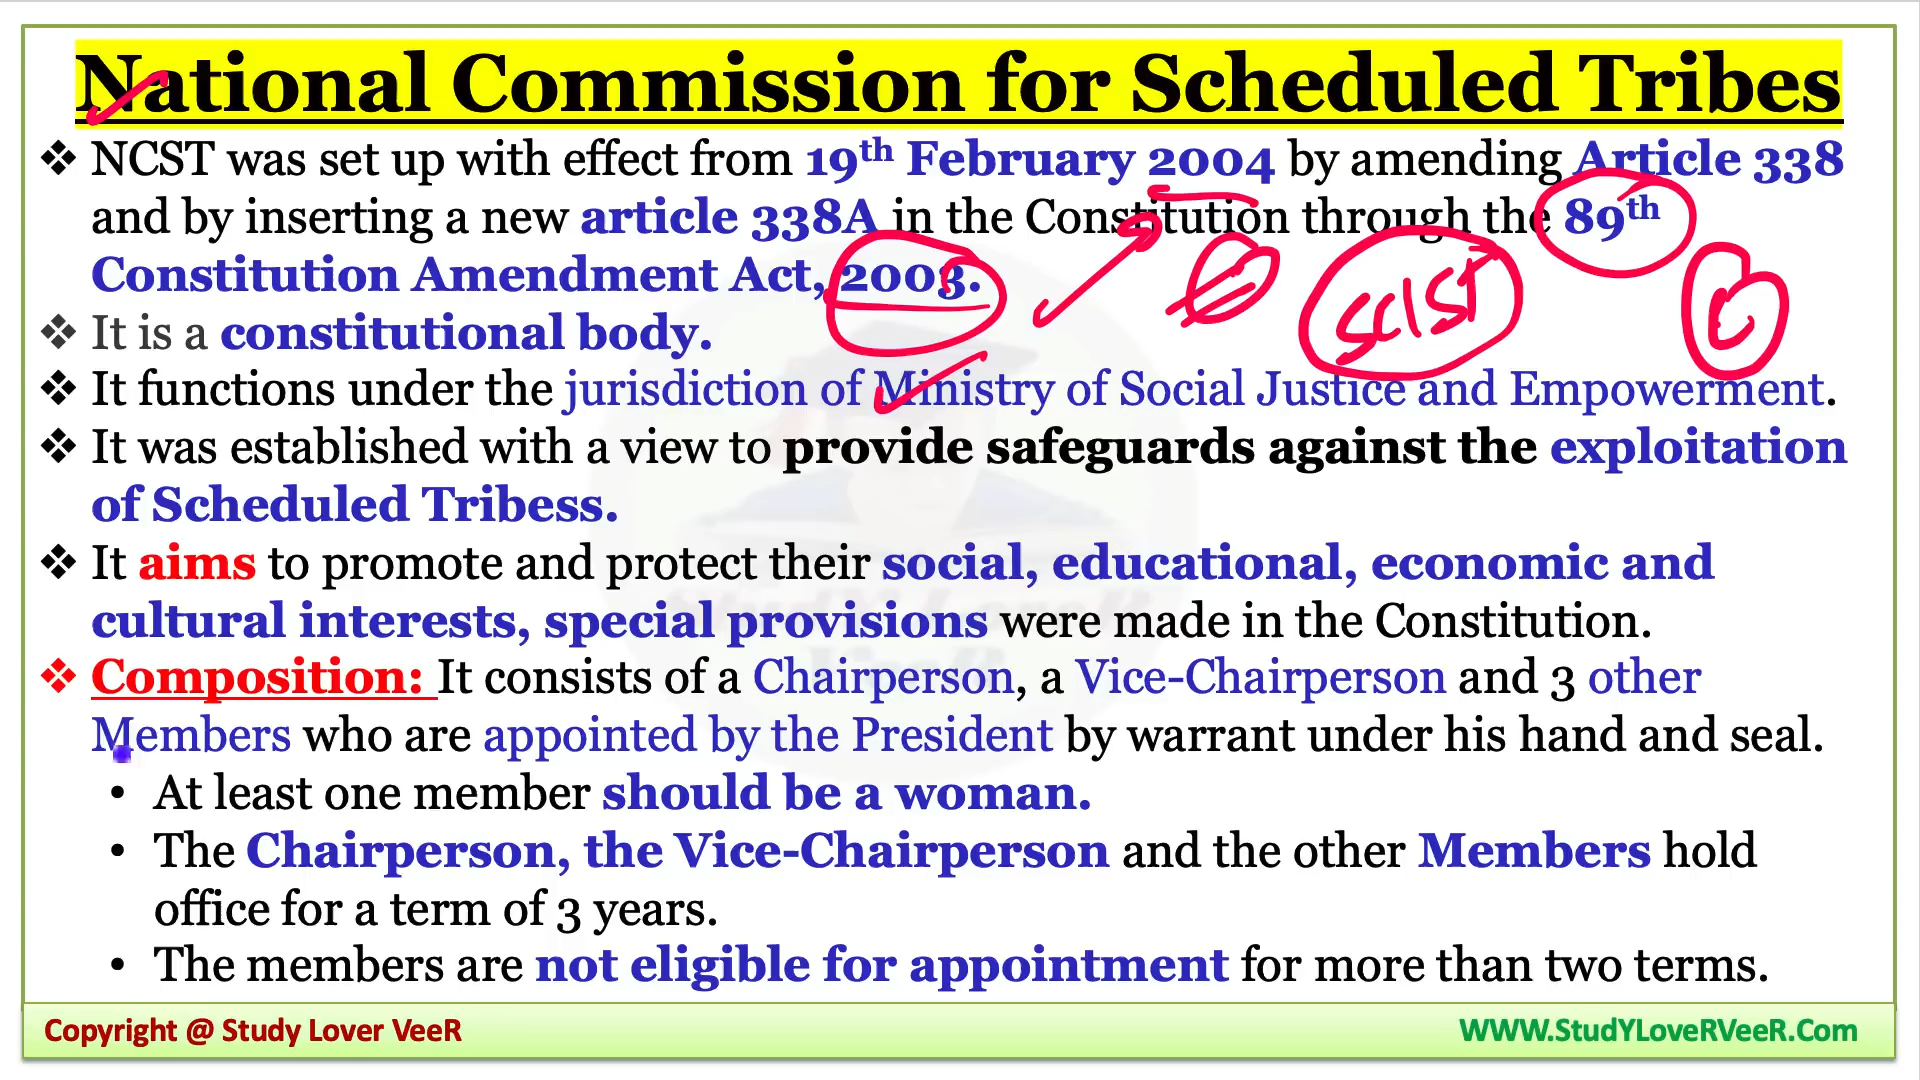 National Commission for Scheduled Tribes
❖ NCST was set up with effect from 19th February 2004 by amending Article 338
and by inserting a new article 338A in the Constitution through the 89th
Constitution Amendment Act, 2003.
SC/ST
❖ It is a constitutional body.
❖ It functions under the jurisdiction of Ministry of Social Justice and Empowerment.
❖ It was established with a view to provide safeguards against the exploitation
of Scheduled Tribess.
❖ It aims to promote and protect their social, educational, economic and
cultural interests, special provisions were made in the Constitution.
❖ Composition: It consists of a Chairperson, a Vice-Chairperson and 3 other
Members who are appointed by the President by warrant under his hand and seal.
• At least one member should be a woman.
• The Chairperson, the Vice-Chairperson and the other Members hold
office for a term of 3 years.
• The members are not eligible for appointment for more than two terms.
Copyright @ Study Lover VeeR
WWW.StudYLoveRVeeR.Com